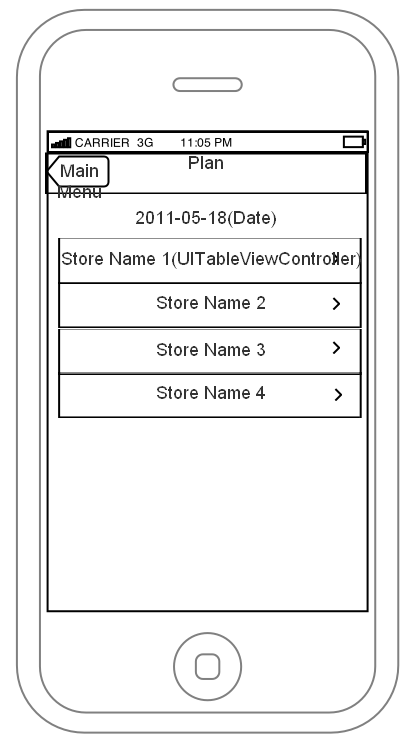 CARRIER 3G 11:05 PM
Plan
Main
Menu
2011-05-18(Date)
Store Name 1(UITableViewController)
Store Name 2
Store Name 3
Store Name 4